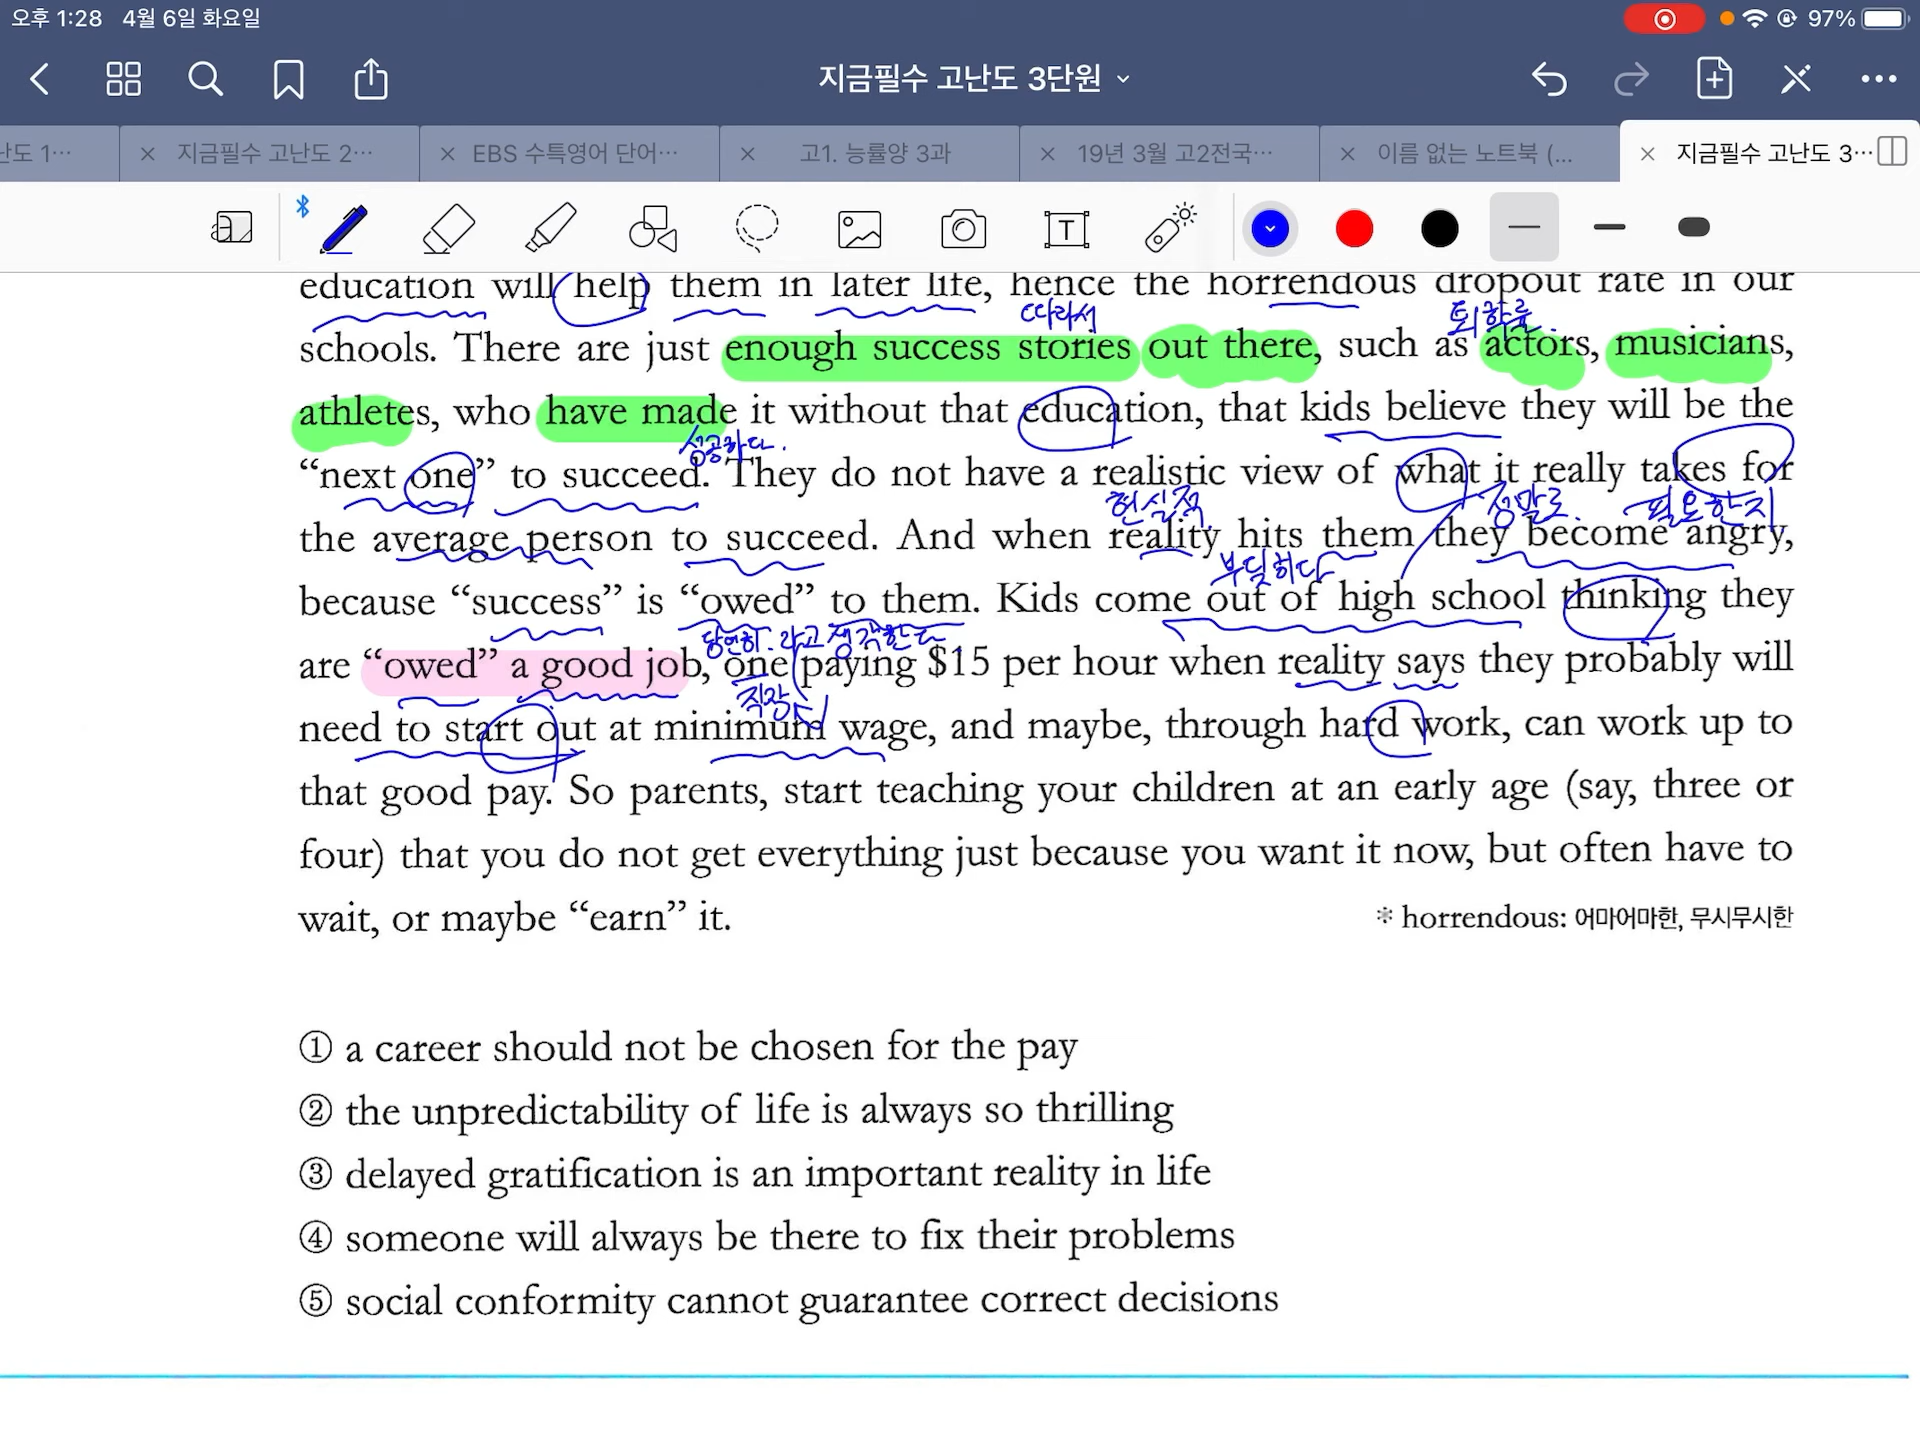 오후 1:28 4월 6일 화요일
97%
지금필수 고난도 3단원
난도 1…
지금필수 고난도 2…
EBS 수특영어 단어…
고1. 능률양 3과
19년 3월 고2전국…
이름 없는 노트북 (...
지금필수 고난도 3…
education will help them in later life, hence the horrendous dropout rate in our
따라서 퇴학률
schools. There are just enough success stories out there, such as actors, musicians,
athletes, who have made it without that education, that kids believe they will be the
성공하다.
“next one” to succeed. They do not have a realistic view of what it really takes for
현실적 정말로. 필요한지
the average person to succeed. And when reality hits them they become angry,
부딪히다
because “success” is “owed” to them. Kids come out of high school thinking they
당연히. 라고 생각한다.
are “owed” a good job, one paying $15 per hour when reality says they probably will
직장
need to start out at minimum wage, and maybe, through hard work, can work up to
that good pay. So parents, start teaching your children at an early age (say, three or
four) that you do not get everything just because you want it now, but often have to
wait, or maybe “earn” it.
* horrendous: 어마어마한, 무시무시한
① a career should not be chosen for the pay
② the unpredictability of life is always so thrilling
③ delayed gratification is an important reality in life
④ someone will always be there to fix their problems
⑤ social conformity cannot guarantee correct decisions